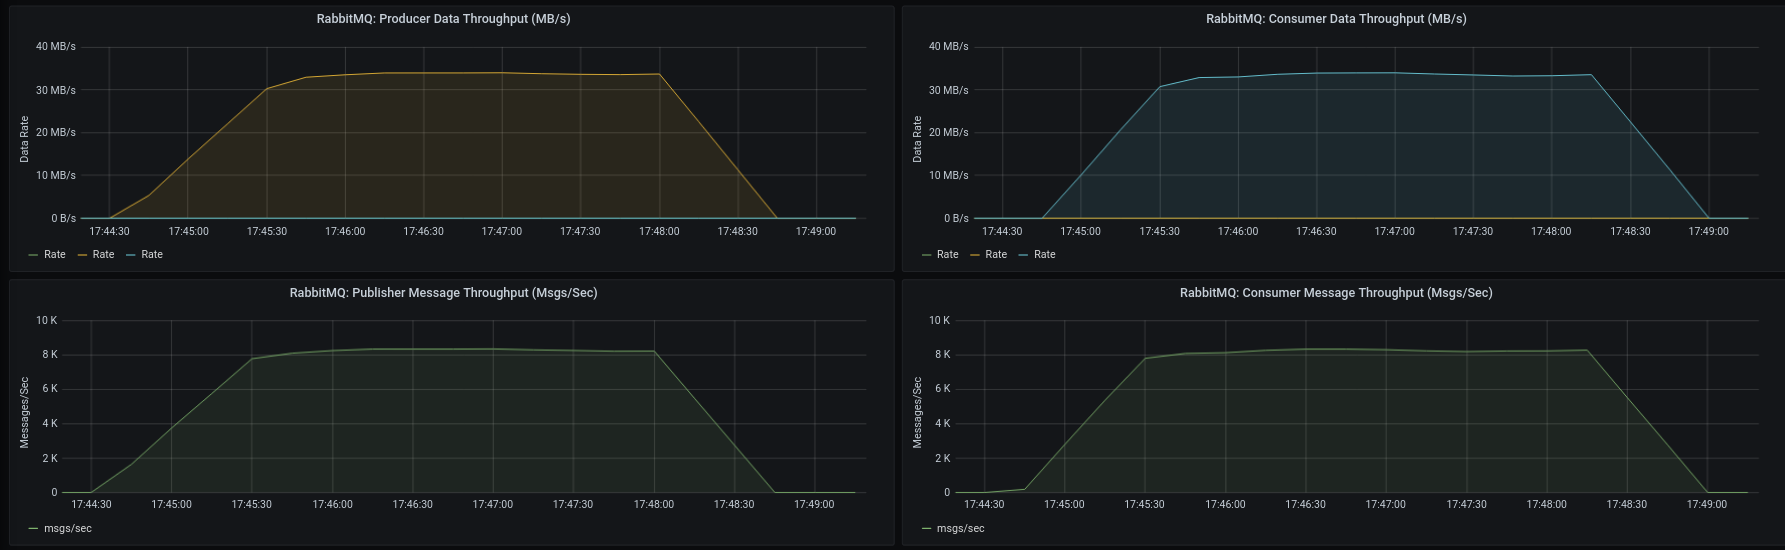 RabbitMQ: Producer Data Throughput (MB/s)
40 MB/s
30 MB/s
20 MB/s
10 MB/s
0 B/s
Data Rate
17:44:30 17:45:00 17:45:30 17:46:00 17:46:30 17:47:00 17:47:30 17:48:00 17:48:30 17:49:00
Rate Rate Rate
RabbitMQ: Consumer Data Throughput (MB/s)
40 MB/s
30 MB/s
20 MB/s
10 MB/s
0 B/s
Data Rate
17:44:30 17:45:00 17:45:30 17:46:00 17:46:30 17:47:00 17:47:30 17:48:00 17:48:30 17:49:00
Rate Rate Rate
RabbitMQ: Publisher Message Throughput (Msgs/Sec)
10 K
8 K
6 K
4 K
2 K
0
Messages/Sec
17:44:30 17:45:00 17:45:30 17:46:00 17:46:30 17:47:00 17:47:30 17:48:00 17:48:30 17:49:00
msgs/sec
RabbitMQ: Consumer Message Throughput (Msgs/Sec)
10 K
8 K
6 K
4 K
2 K
0
Messages/Sec
17:44:30 17:45:00 17:45:30 17:46:00 17:46:30 17:47:00 17:47:30 17:48:00 17:48:30 17:49:00
msgs/sec